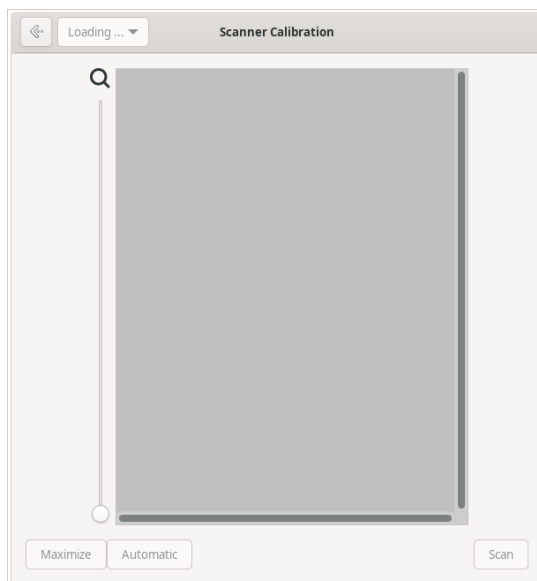 Loading ...
Scanner Calibration
Maximize
Automatic
Scan